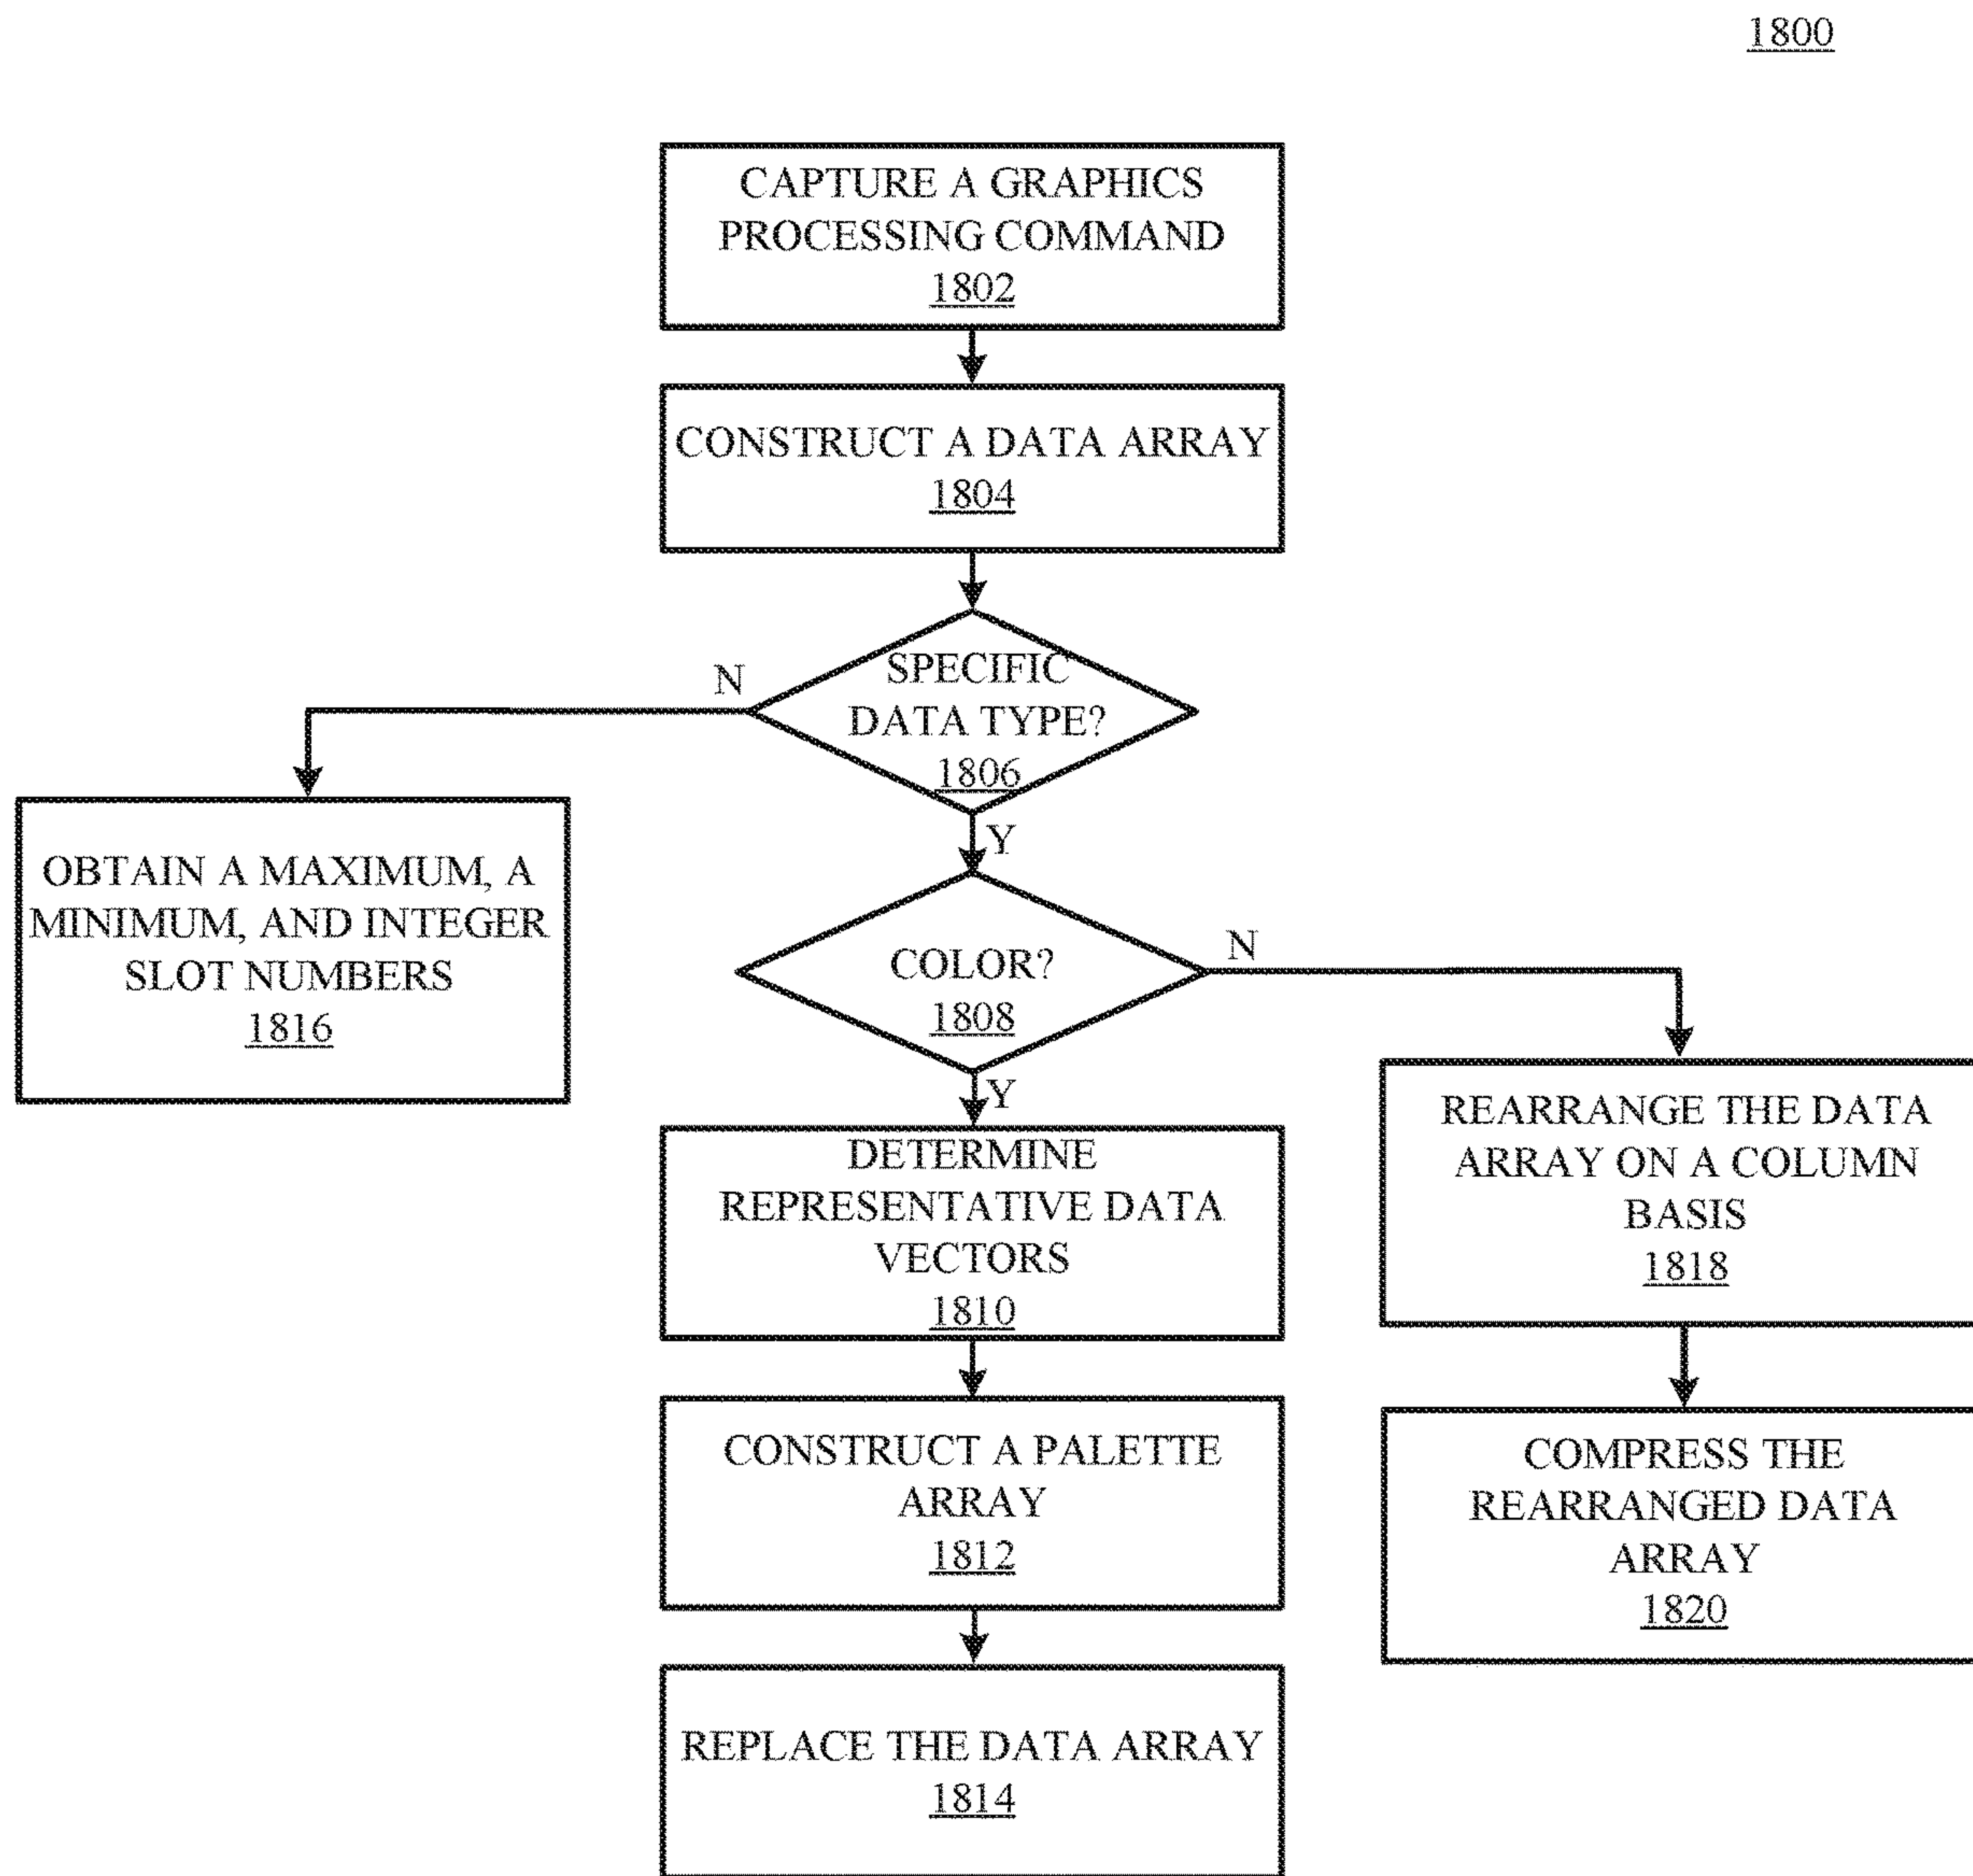 1800
CAPTURE A GRAPHICS
PROCESSING COMMAND
1802
CONSTRUCT A DATA ARRAY
1804
SPECIFIC
DATA TYPE?
1806
N
Y
OBTAIN A MAXIMUM, A
MINIMUM, AND INTEGER
SLOT NUMBERS
1816
COLOR?
1808
N
Y
DETERMINE
REPRESENTATIVE DATA
VECTORS
1810
REARRANGE THE DATA
ARRAY ON A COLUMN
BASIS
1818
CONSTRUCT A PALETTE
ARRAY
1812
COMPRESS THE
REARRANGED DATA
ARRAY
1820
REPLACE THE DATA ARRAY
1814